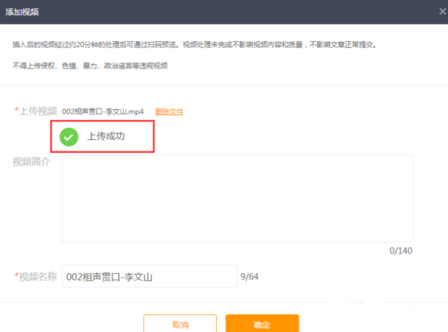 添加视频
插入后的视频经过约20分钟的处理后可通过扫码预览。视频处理未完成不影响视频内容和质量，不影响文章正常提交。
不得上传侵权、色情、暴力、政治谣言等违规视频
*上传视频 002相声贯口-李文山.mp4 删除文件
上传成功
视频简介
0/140
*视频名称 002相声贯口-李文山 9/64
取消 确定